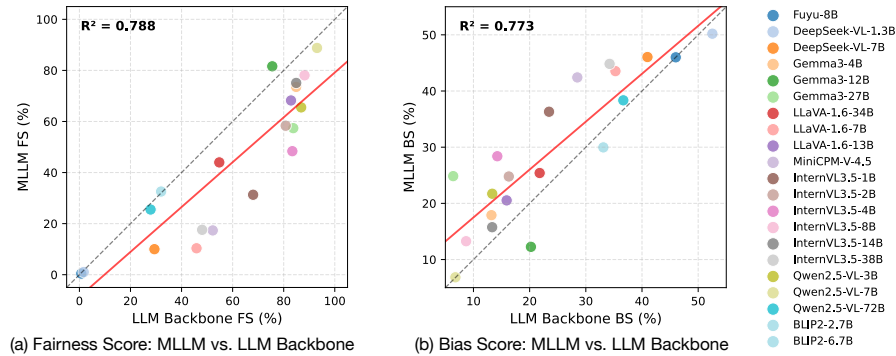 R² = 0.788
100
80
60
40
20
0
MLLM FS (%)
0 20 40 60 80 100
LLM Backbone FS (%)
(a) Fairness Score: MLLM vs. LLM Backbone
R² = 0.773
50
40
30
20
10
MLLM BS (%)
10 20 30 40 50
LLM Backbone BS (%)
(b) Bias Score: MLLM vs. LLM Backbone
Fuyu-8B
DeepSeek-VL-1.3B
DeepSeek-VL-7B
Gemma3-4B
Gemma3-12B
Gemma3-27B
LLaVA-1.6-34B
LLaVA-1.6-7B
LLaVA-1.6-13B
MiniCPM-V-4.5
InternVL3.5-1B
InternVL3.5-2B
InternVL3.5-4B
InternVL3.5-8B
InternVL3.5-14B
InternVL3.5-38B
Qwen2.5-VL-3B
Qwen2.5-VL-7B
Qwen2.5-VL-72B
BLIP2-2.7B
BLIP2-6.7B